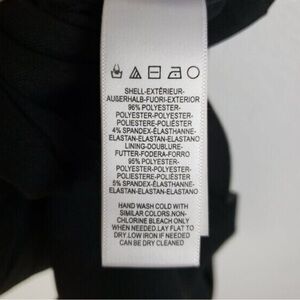 SHELL-EXTÉRIEUR-
AUßERHALB-FUORI-EXTERIOR
96% POLYESTER-
POLYESTER-POLYESTER-
POLIESTERE-POLIÉSTER
4% SPANDEX-ÉLASTHANNE-
ELASTAN-ELASTAN-ELASTANO
LINING-DOUBLURE-
FUTTER-FODERA-FORRO
95% POLYESTER-
POLYESTER-POLYESTER-
POLIESTERE-POLIÉSTER
5% SPANDEX-ÉLASTHANNE-
ELASTAN-ELASTAN-ELASTANO
HAND WASH COLD WITH
SIMILAR COLORS.NON-
CHLORINE BLEACH ONLY
WHEN NEEDED.LAY FLAT TO
DRY.LOW IRON IF NEEDED
CAN BE DRY CLEANED